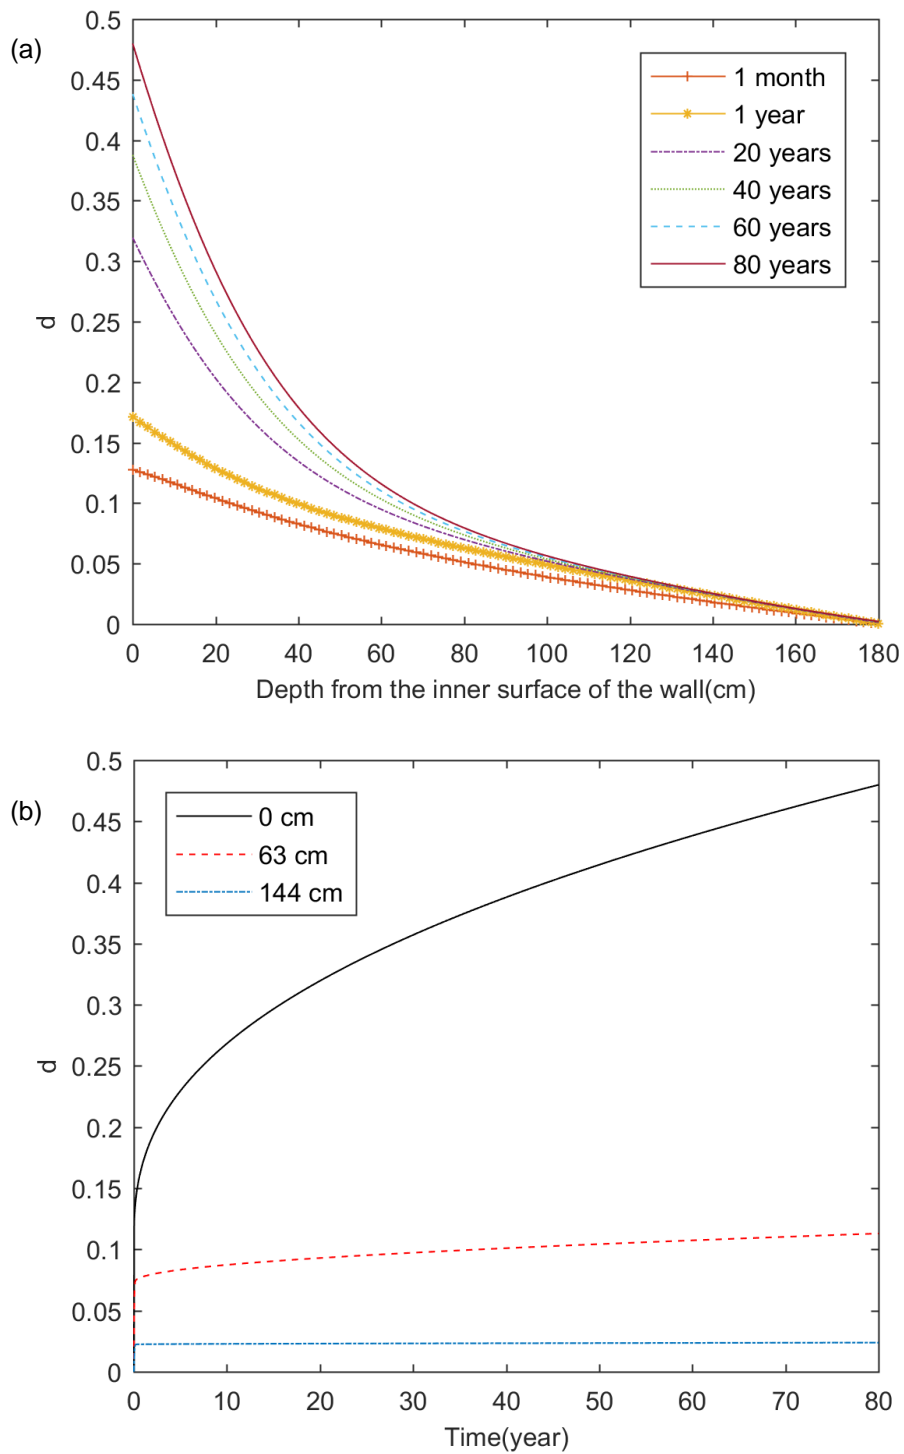 (a)
0.5
0.45
0.4
0.35
0.3
0.25
0.2
0.15
0.1
0.05
0
d
1 month
1 year
20 years
40 years
60 years
80 years
0 20 40 60 80 100 120 140 160 180
Depth from the inner surface of the wall(cm)
(b)
0.5
0.45
0.4
0.35
0.3
0.25
0.2
0.15
0.1
0.05
0
d
0 cm
63 cm
144 cm
0 10 20 30 40 50 60 70 80
Time(year)